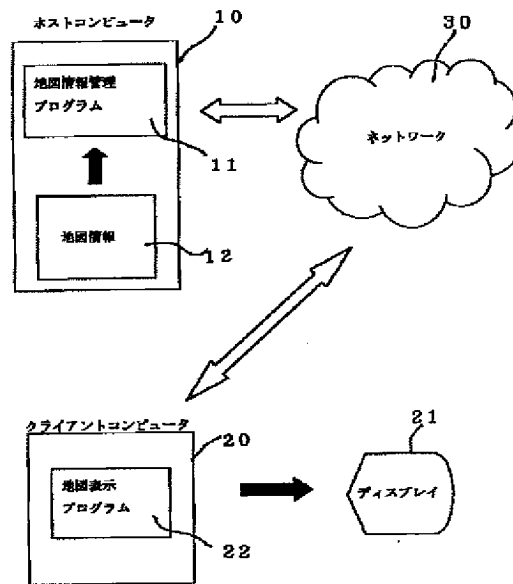 ホストコンピュータ
10
30
地図情報管理
プログラム
11
ネットワーク
地図情報
12
クライアントコンピュータ
20
21
地図表示
プログラム
22
ディスプレイ